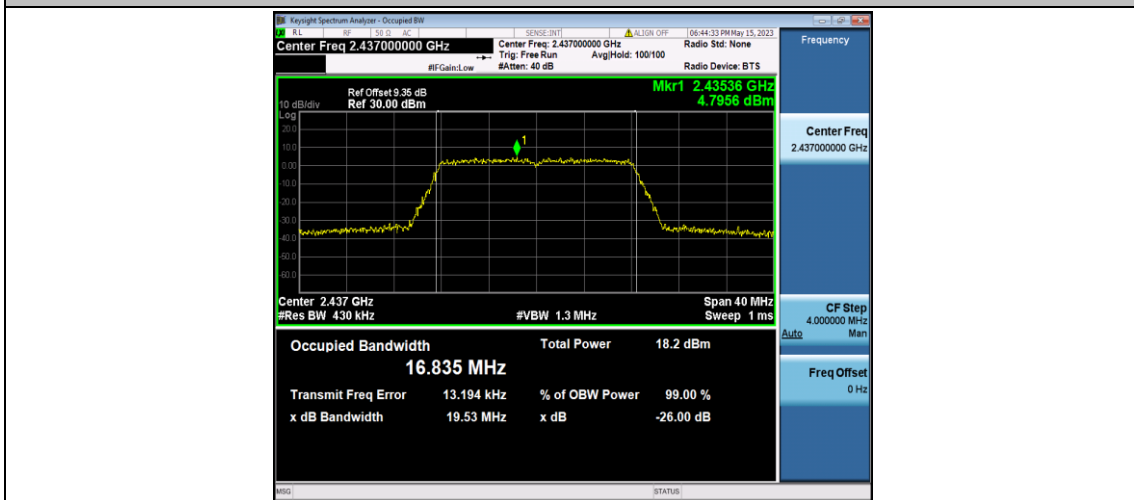 Keysight Spectrum Analyzer - Occupied BW
RL RF 50 Ω AC SENSE:INT ALIGN OFF 06:44:33 PM May 15, 2023
Center Freq 2.437000000 GHz
Center Freq: 2.437000000 GHz
Radio Std: None
Trig: Free Run Avg|Hold: 100/100
#IFGain:Low #Atten: 40 dB Radio Device: BTS
Frequency
Mkr1 2.43536 GHz
4.7956 dBm
Ref Offset 9.35 dB
10 dB/div Ref 30.00 dBm
Log
20.0
10.0
0.00
-10.0
-20.0
-30.0
-40.0
-50.0
-60.0
1
Center 2.437 GHz Span 40 MHz
#Res BW 430 kHz #VBW 1.3 MHz Sweep 1 ms
Occupied Bandwidth Total Power 18.2 dBm
16.835 MHz
Transmit Freq Error 13.194 kHz % of OBW Power 99.00 %
x dB Bandwidth 19.53 MHz x dB -26.00 dB
Center Freq
2.437000000 GHz
CF Step
4.000000 MHz
Auto Man
Freq Offset
0 Hz
MSG STATUS